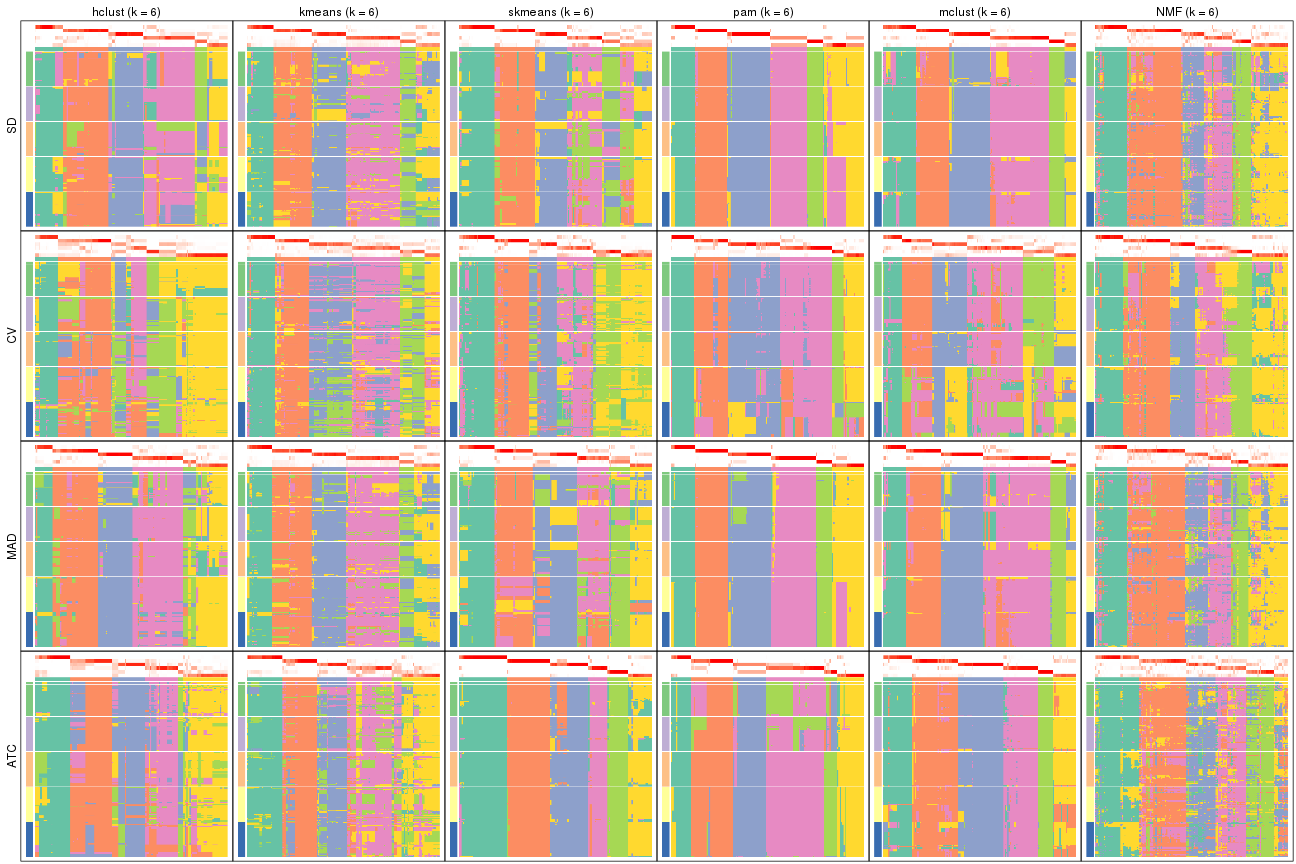 hclust (k = 6) kmeans (k = 6) skmeans (k = 6) pam (k = 6) mclust (k = 6) NMF (k = 6)
SD
CV
MAD
ATC